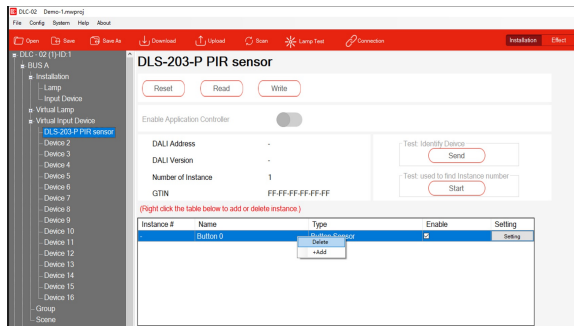 DLC-02 Demo-1.mwproj
File Config System Help About
Open Save Save As Download Upload Scan Lamp Test Connection Installation Effect
DLC - 02 (1)-ID:1
BUS A
Installation
Lamp
Input Device
Virtual Lamp
Virtual Input Device
DLS-203-P PIR sensor
Device 2
Device 3
Device 4
Device 5
Device 6
Device 7
Device 8
Device 9
Device 10
Device 11
Device 12
Device 13
Device 14
Device 15
Device 16
Group
Scene
DLS-203-P PIR sensor
Reset Read Write
Enable Application Controller
DALI Address -
DALI Version -
Number of Instance 1
GTIN FF-FF-FF-FF-FF-FF
Test: Identify Deivce
Send
Test: used to find Instance number
Start
(Right click the table below to add or delete instance.)
Instance # Name Type Enable Setting
- Button 0 Button Sensor Setting
Delete
+Add